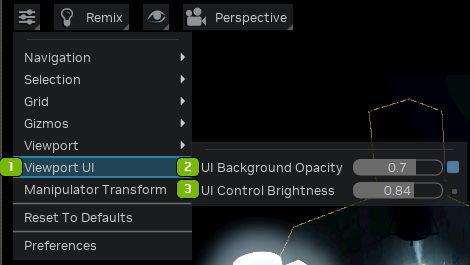 Remix
Perspective
Navigation
Selection
Grid
Gizmos
Viewport
1 Viewport UI
2 UI Background Opacity 0.7
Manipulator Transform
3 UI Control Brightness 0.84
Reset To Defaults
Preferences